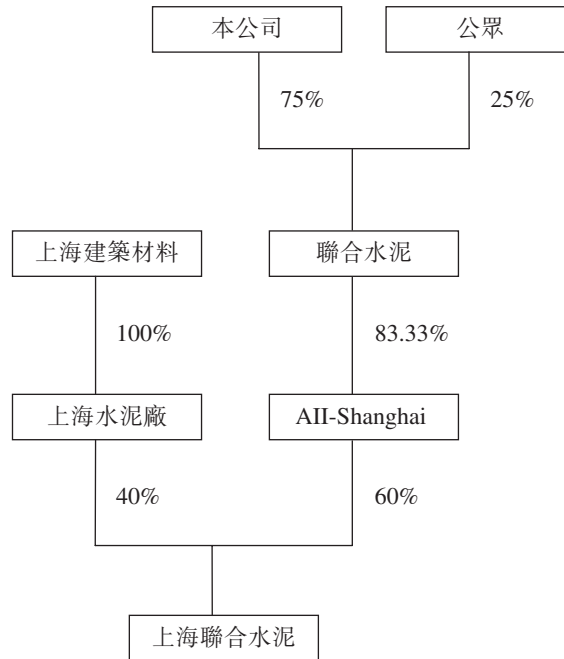 本公司
公眾
75%
25%
上海建築材料
聯合水泥
100%
83.33%
上海水泥廠
AII-Shanghai
40%
60%
上海聯合水泥